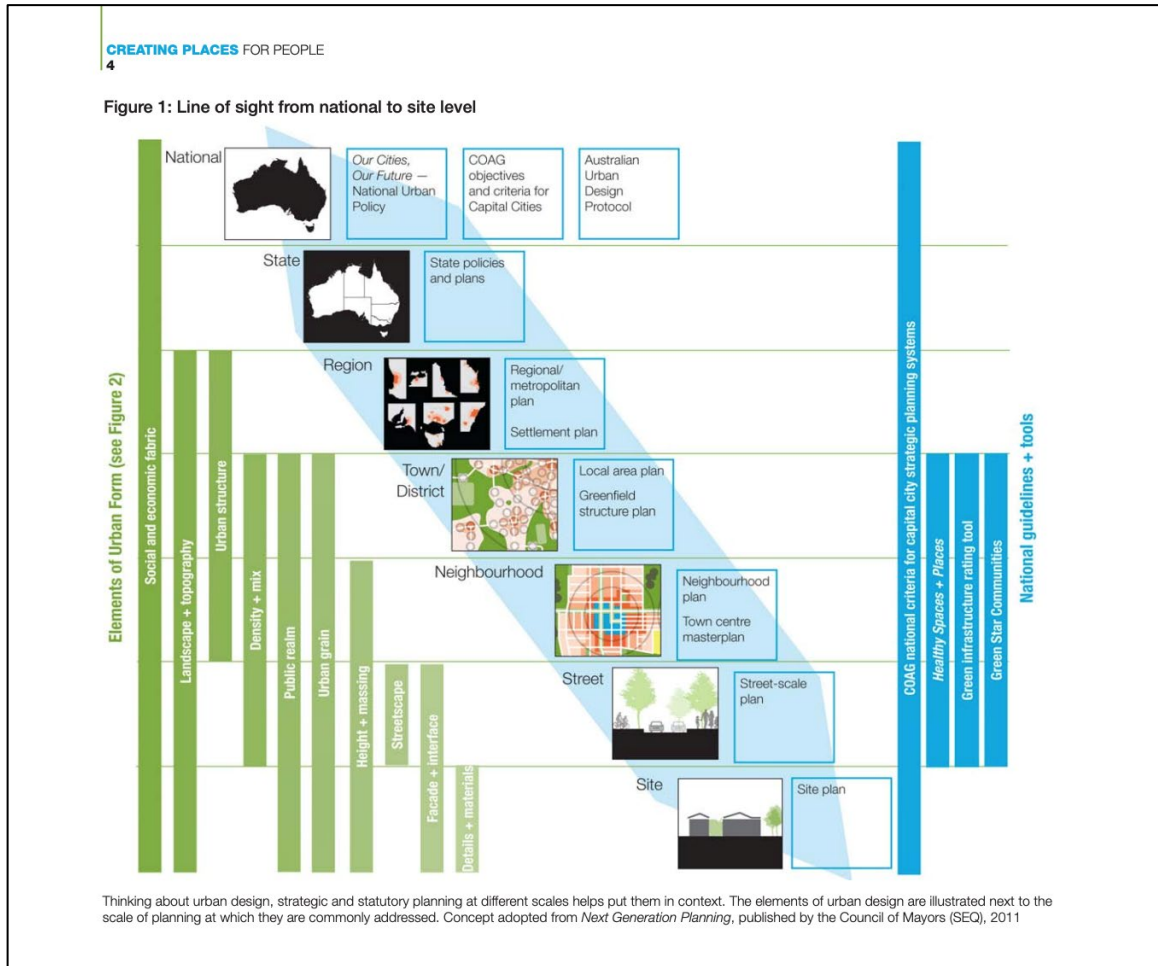 CREATING PLACES FOR PEOPLE
4
Figure 1: Line of sight from national to site level
National
Our Cities,
Our Future —
National Urban
Policy
COAG
objectives
and criteria for
Capital Cities
Australian
Urban
Design
Protocol
State
State policies
and plans
Region
Regional/
metropolitan
plan
Settlement plan
Town/
District
Local area plan
Greenfield
structure plan
Neighbourhood
Neighbourhood
plan
Town centre
masterplan
Street
Street-scale
plan
Site
Site plan
Elements of Urban Form (see Figure 2)
Social and economic fabric
Landscape + topography
Urban structure
Density + mix
Public realm
Urban grain
Height + massing
Streetscape
Facade + interface
Details + materials
COAG national criteria for capital city strategic planning systems
Healthy Spaces + Places
Green infrastructure rating tool
Green Star Communities
National guidelines + tools
Thinking about urban design, strategic and statutory planning at different scales helps put them in context. The elements of urban design are illustrated next to the
scale of planning at which they are commonly addressed. Concept adopted from Next Generation Planning, published by the Council of Mayors (SEQ), 2011